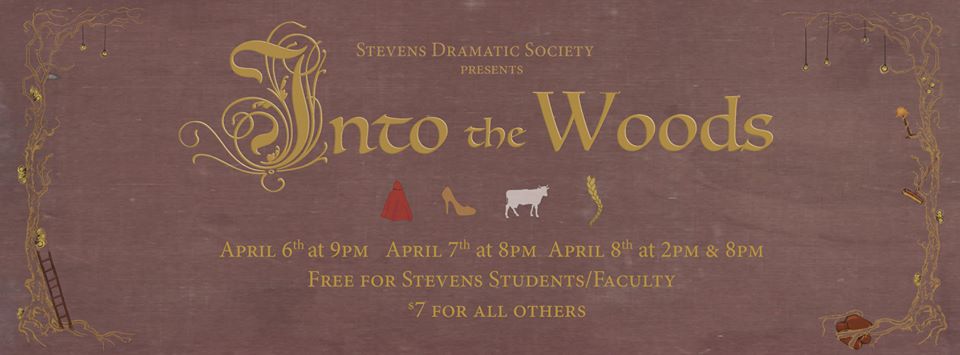 Stevens Dramatic Society
presents
Into the Woods
April 6th at 9pm April 7th at 8pm April 8th at 2pm & 8pm
Free for Stevens Students/Faculty
$7 for all others